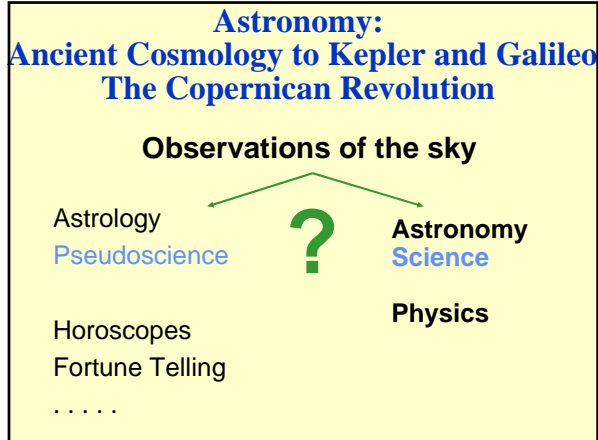 Astronomy:
Ancient Cosmology to Kepler and Galileo
The Copernican Revolution
Observations of the sky
Astrology
Pseudoscience
?
Astronomy
Science
Physics
Horoscopes
Fortune Telling
. . . . .